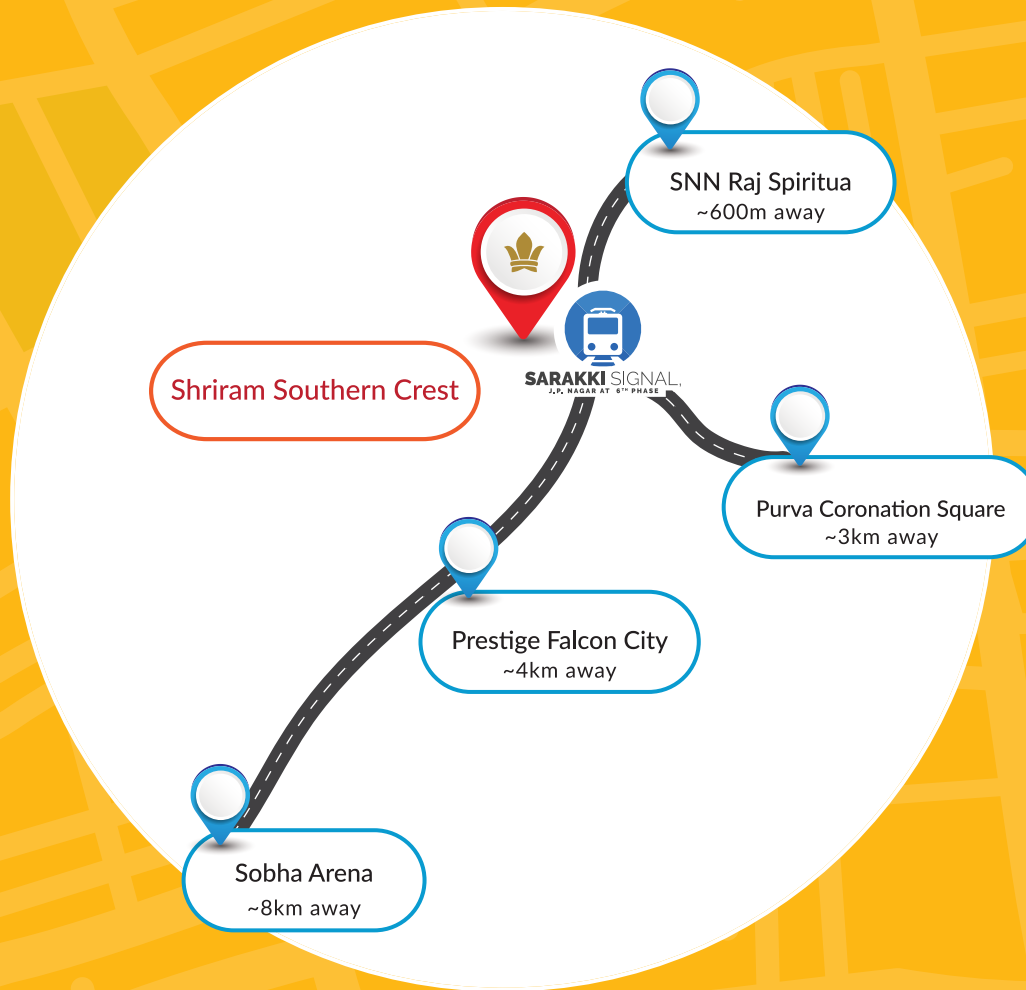 SNN Raj Spiritua
~600m away
SARAKKI SIGNAL,
J.P. NAGAR AT 6TH PHASE
Shriram Southern Crest
Purva Coronation Square
~3km away
Prestige Falcon City
~4km away
Sobha Arena
~8km away